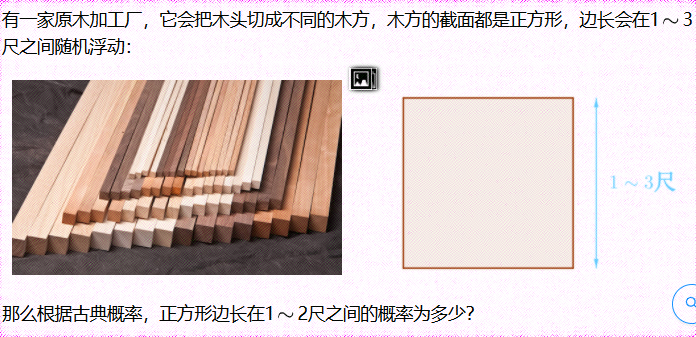 有一家原木加工厂，它会把木头切成不同的木方，木方的截面都是正方形，边长会在1～3
尺之间随机浮动：
1～3尺
那么根据古典概率，正方形边长在1～2尺之间的概率为多少？